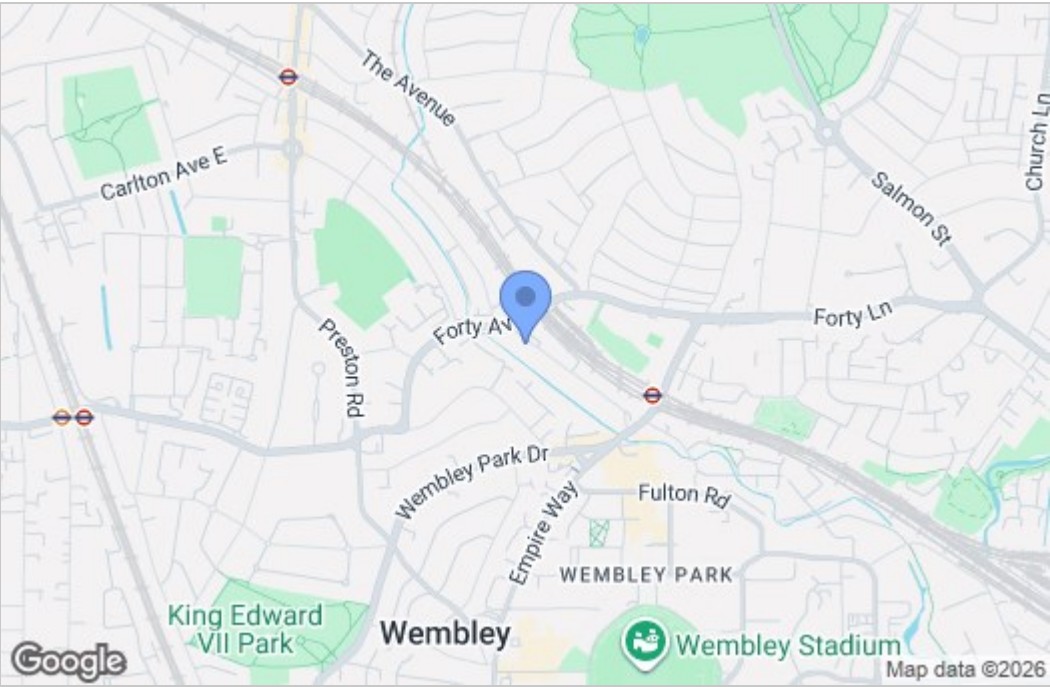 The Avenue
Carlton Ave E
Church Ln
Salmon St
Forty Av
Forty Ln
Preston Rd
Wembley Park Dr
Fulton Rd
Empire Way
WEMBLEY PARK
King Edward
VII Park
Wembley
Wembley Stadium
Google
Map data ©2026